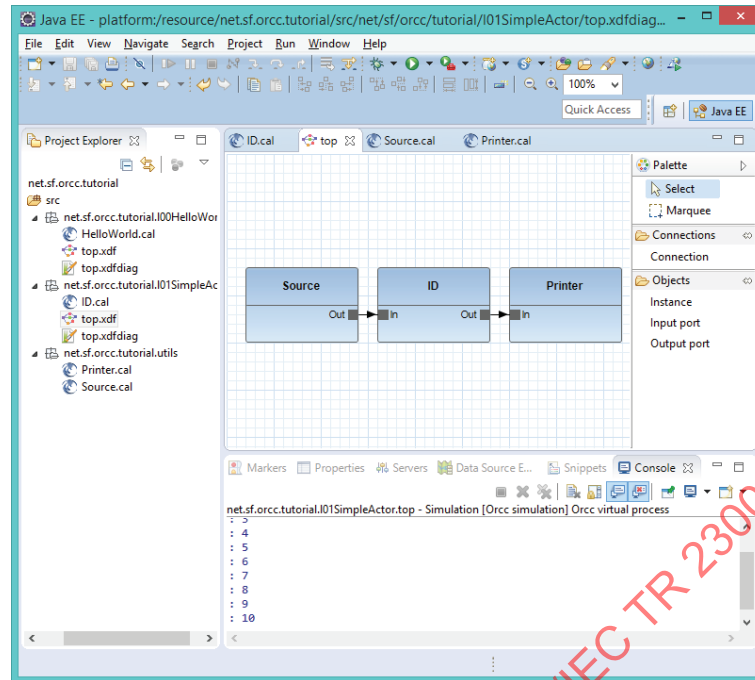 Java EE - platform:/resource/net.sf.orcc.tutorial/src/net/sf/orcc/tutorial/I01SimpleActor/top.xdfdiag...
File Edit View Navigate Search Project Run Window Help
100%
Quick Access
Java EE
Project Explorer
net.sf.orcc.tutorial
src
net.sf.orcc.tutorial.I00HelloWor
HelloWorld.cal
top.xdf
top.xdfdiag
net.sf.orcc.tutorial.I01SimpleAc
ID.cal
top.xdf
top.xdfdiag
net.sf.orcc.tutorial.utils
Printer.cal
Source.cal
ID.cal top Source.cal Printer.cal
Source ID Printer
Out In Out In
Palette
Select
Marquee
Connections
Connection
Objects
Instance
Input port
Output port
Markers Properties Servers Data Source E... Snippets Console
net.sf.orcc.tutorial.I01SimpleActor.top - Simulation [Orcc simulation] Orcc virtual process
: 3
: 4
: 5
: 6
: 7
: 8
: 9
: 10
IEC TR 2300